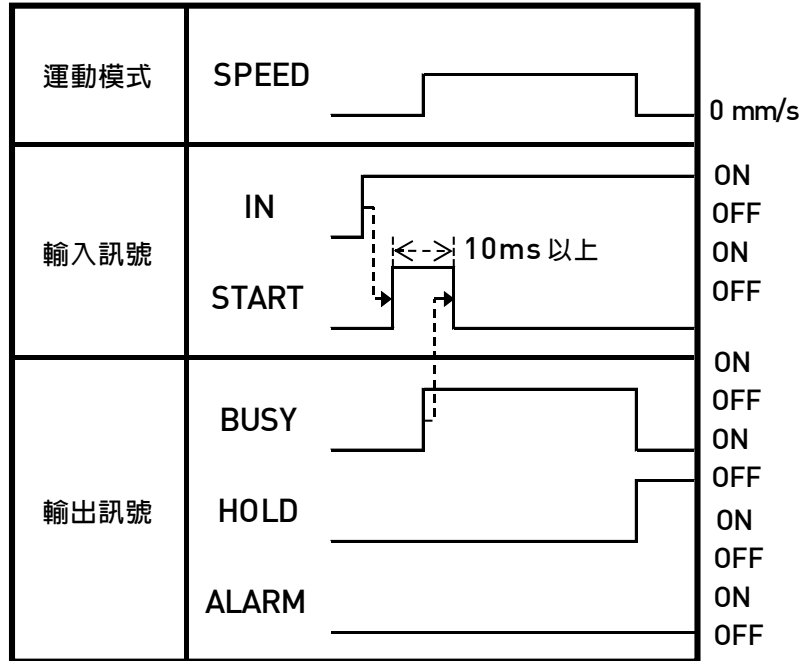 運動模式
SPEED
0 mm/s
輸入訊號
IN
ON
OFF
10ms 以上
START
ON
OFF
輸出訊號
BUSY
ON
OFF
HOLD
ON
OFF
ALARM
ON
OFF
ON
OFF